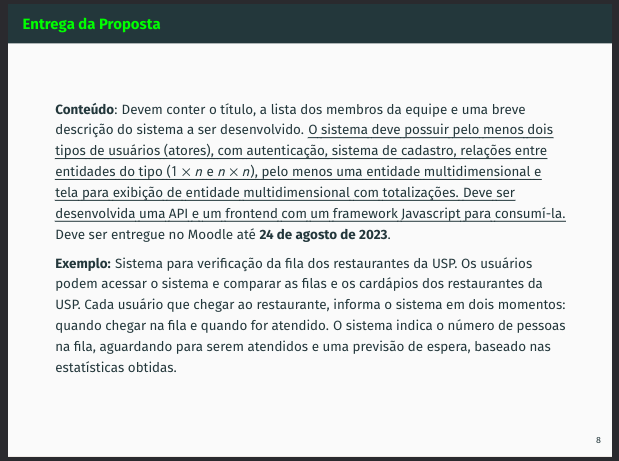 Entrega da Proposta
Conteúdo: Devem conter o título, a lista dos membros da equipe e uma breve
descrição do sistema a ser desenvolvido. O sistema deve possuir pelo menos dois
tipos de usuários (atores), com autenticação, sistema de cadastro, relações entre
entidades do tipo (1 × n e n × n), pelo menos uma entidade multidimensional e
tela para exibição de entidade multidimensional com totalizações. Deve ser
desenvolvida uma API e um frontend com um framework Javascript para consumí-la.
Deve ser entregue no Moodle até 24 de agosto de 2023.
Exemplo: Sistema para verificação da fila dos restaurantes da USP. Os usuários
podem acessar o sistema e comparar as filas e os cardápios dos restaurantes da
USP. Cada usuário que chegar ao restaurante, informa o sistema em dois momentos:
quando chegar na fila e quando for atendido. O sistema indica o número de pessoas
na fila, aguardando para serem atendidos e uma previsão de espera, baseado nas
estatísticas obtidas.
8